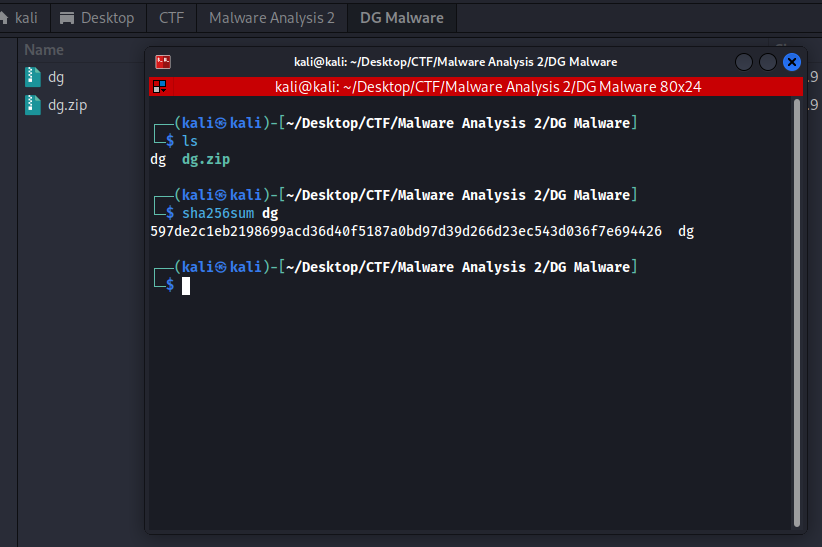 kali Desktop CTF Malware Analysis 2 DG Malware
Name
dg
dg.zip
kali@kali: ~/Desktop/CTF/Malware Analysis 2/DG Malware
kali@kali: ~/Desktop/CTF/Malware Analysis 2/DG Malware 80x24
┌──(kali㉿kali)-[~/Desktop/CTF/Malware Analysis 2/DG Malware]
└─$ ls
dg  dg.zip
┌──(kali㉿kali)-[~/Desktop/CTF/Malware Analysis 2/DG Malware]
└─$ sha256sum dg
597de2c1eb2198699acd36d40f5187a0bd97d39d266d23ec543d036f7e694426  dg
┌──(kali㉿kali)-[~/Desktop/CTF/Malware Analysis 2/DG Malware]
└─$